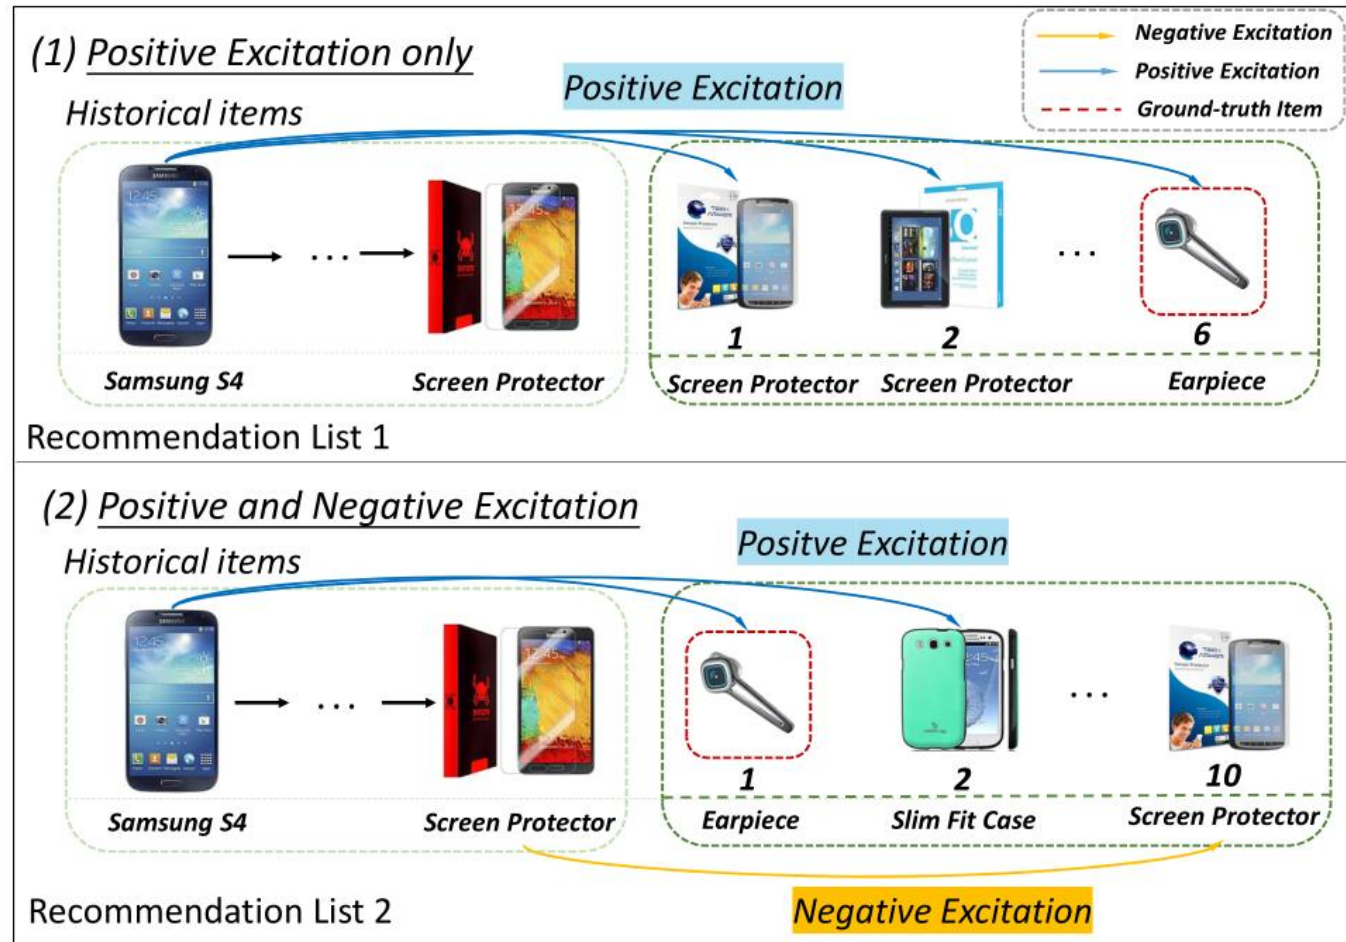 (1) Positive Excitation only
Negative Excitation
Positive Excitation
Ground-truth Item
Positive Excitation
Historical items
1
2
...
6
Samsung S4
...
Screen Protector
Screen Protector
Screen Protector
Earpiece
Recommendation List 1
(2) Positive and Negative Excitation
Positve Excitation
Historical items
...
1
2
...
10
Samsung S4
Screen Protector
Earpiece
Slim Fit Case
Screen Protector
Recommendation List 2
Negative Excitation